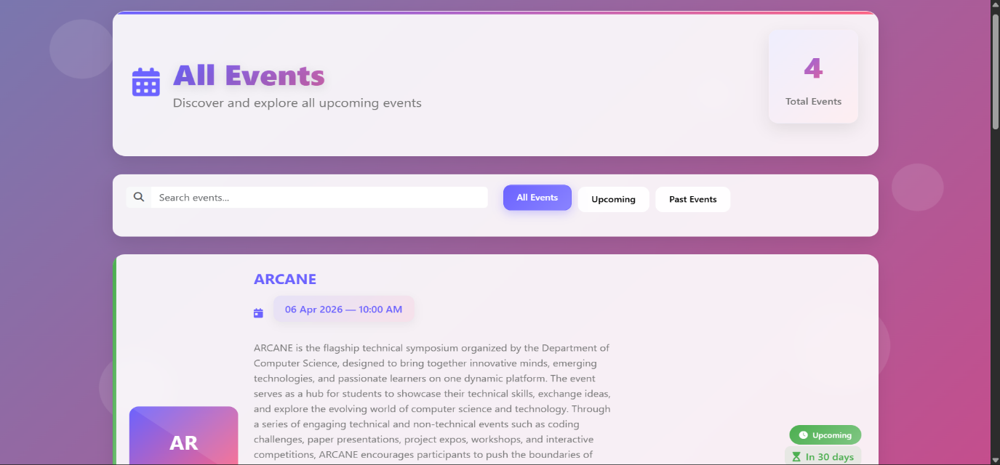 All Events
Discover and explore all upcoming events
4
Total Events
Search events...
All Events
Upcoming
Past Events
ARCANE
06 Apr 2026 — 10:00 AM
ARCANE is the flagship technical symposium organized by the Department of
Computer Science, designed to bring together innovative minds, emerging
technologies, and passionate learners on one dynamic platform. The event
serves as a hub for students to showcase their technical skills, exchange ideas,
and explore the evolving world of computer science and technology. Through
a series of engaging technical and non-technical events such as coding
challenges, paper presentations, project expos, workshops, and interactive
competitions, ARCANE encourages participants to push the boundaries of
AR
Upcoming
In 30 days